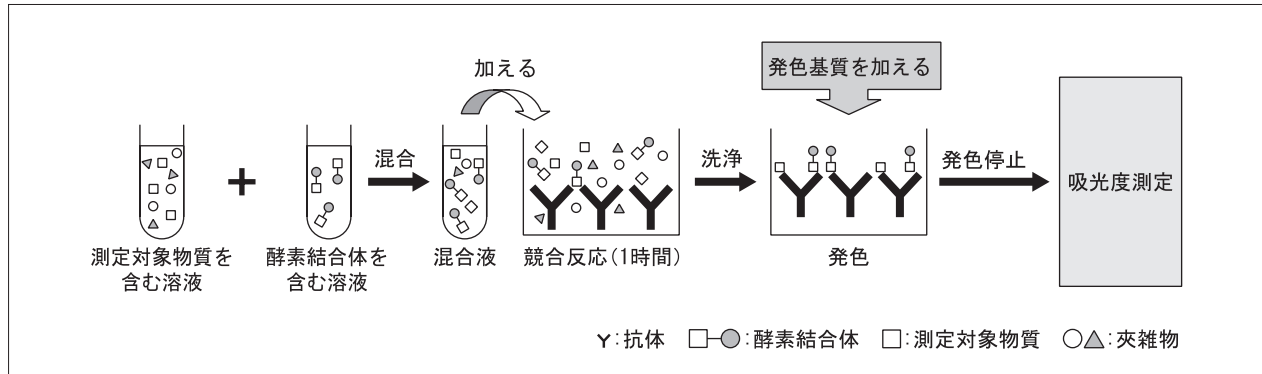 加える
発色基質を加える
混合
洗浄
発色停止
吸光度測定
測定対象物質を
含む溶液
酵素結合体を
含む溶液
混合液
競合反応(1時間)
発色
:抗体
:酵素結合体
:測定対象物質
:夾雑物